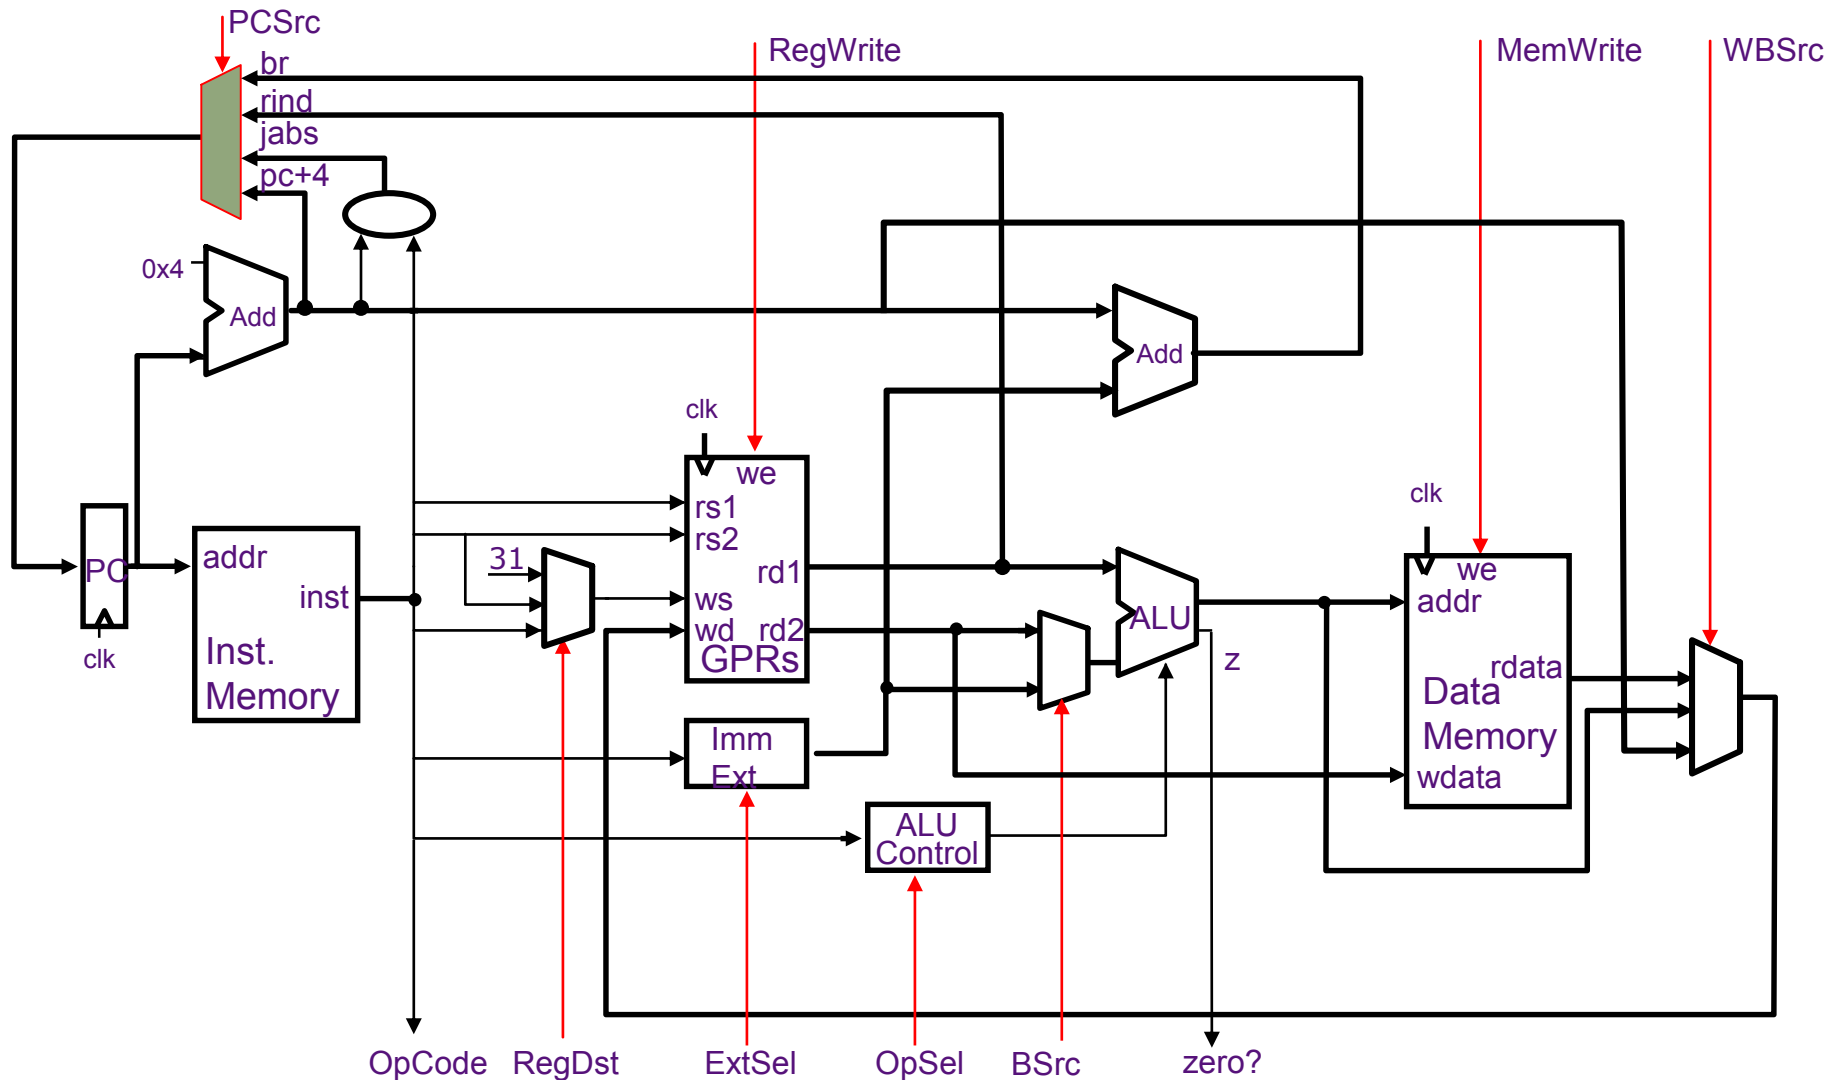 PCSrc
RegWrite
MemWrite
WBSrc
br
rind
jabs
pc+4
0x4
Add
Add
clk
we
rs1
rs2
31
rd1
ws
wd
rd2
GPRs
PC
clk
addr
inst
Inst.
Memory
ALU
z
clk
we
addr
rdata
Data
Memory
wdata
Imm
Ext
ALU
Control
OpCode
RegDst
ExtSel
OpSel
BSrc
zero?